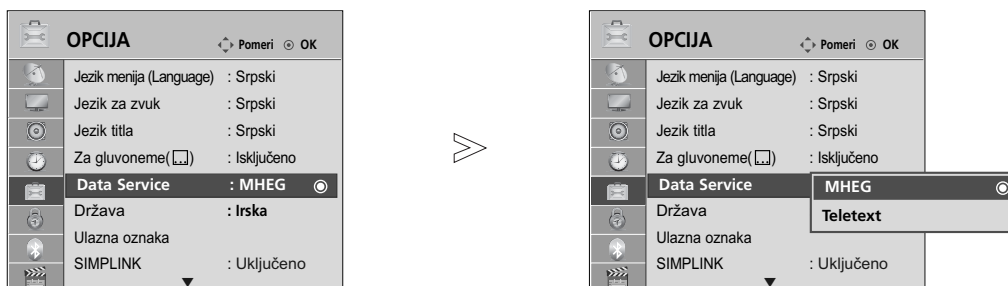 OPCIJA
Pomeri OK
Jezik menija (Language) : Srpski
Jezik za zvuk : Srpski
Jezik titla : Srpski
Za gluvoneme(...) : Isključeno
Data Service : MHEG
Država : Irska
Ulazna oznaka
SIMPLINK : Uključeno
OPCIJA
Pomeri OK
Jezik menija (Language) : Srpski
Jezik za zvuk : Srpski
Jezik titla : Srpski
Za gluvoneme(...) : Isključeno
Data Service
MHEG
Država
Teletext
Ulazna oznaka
SIMPLINK : Uključeno